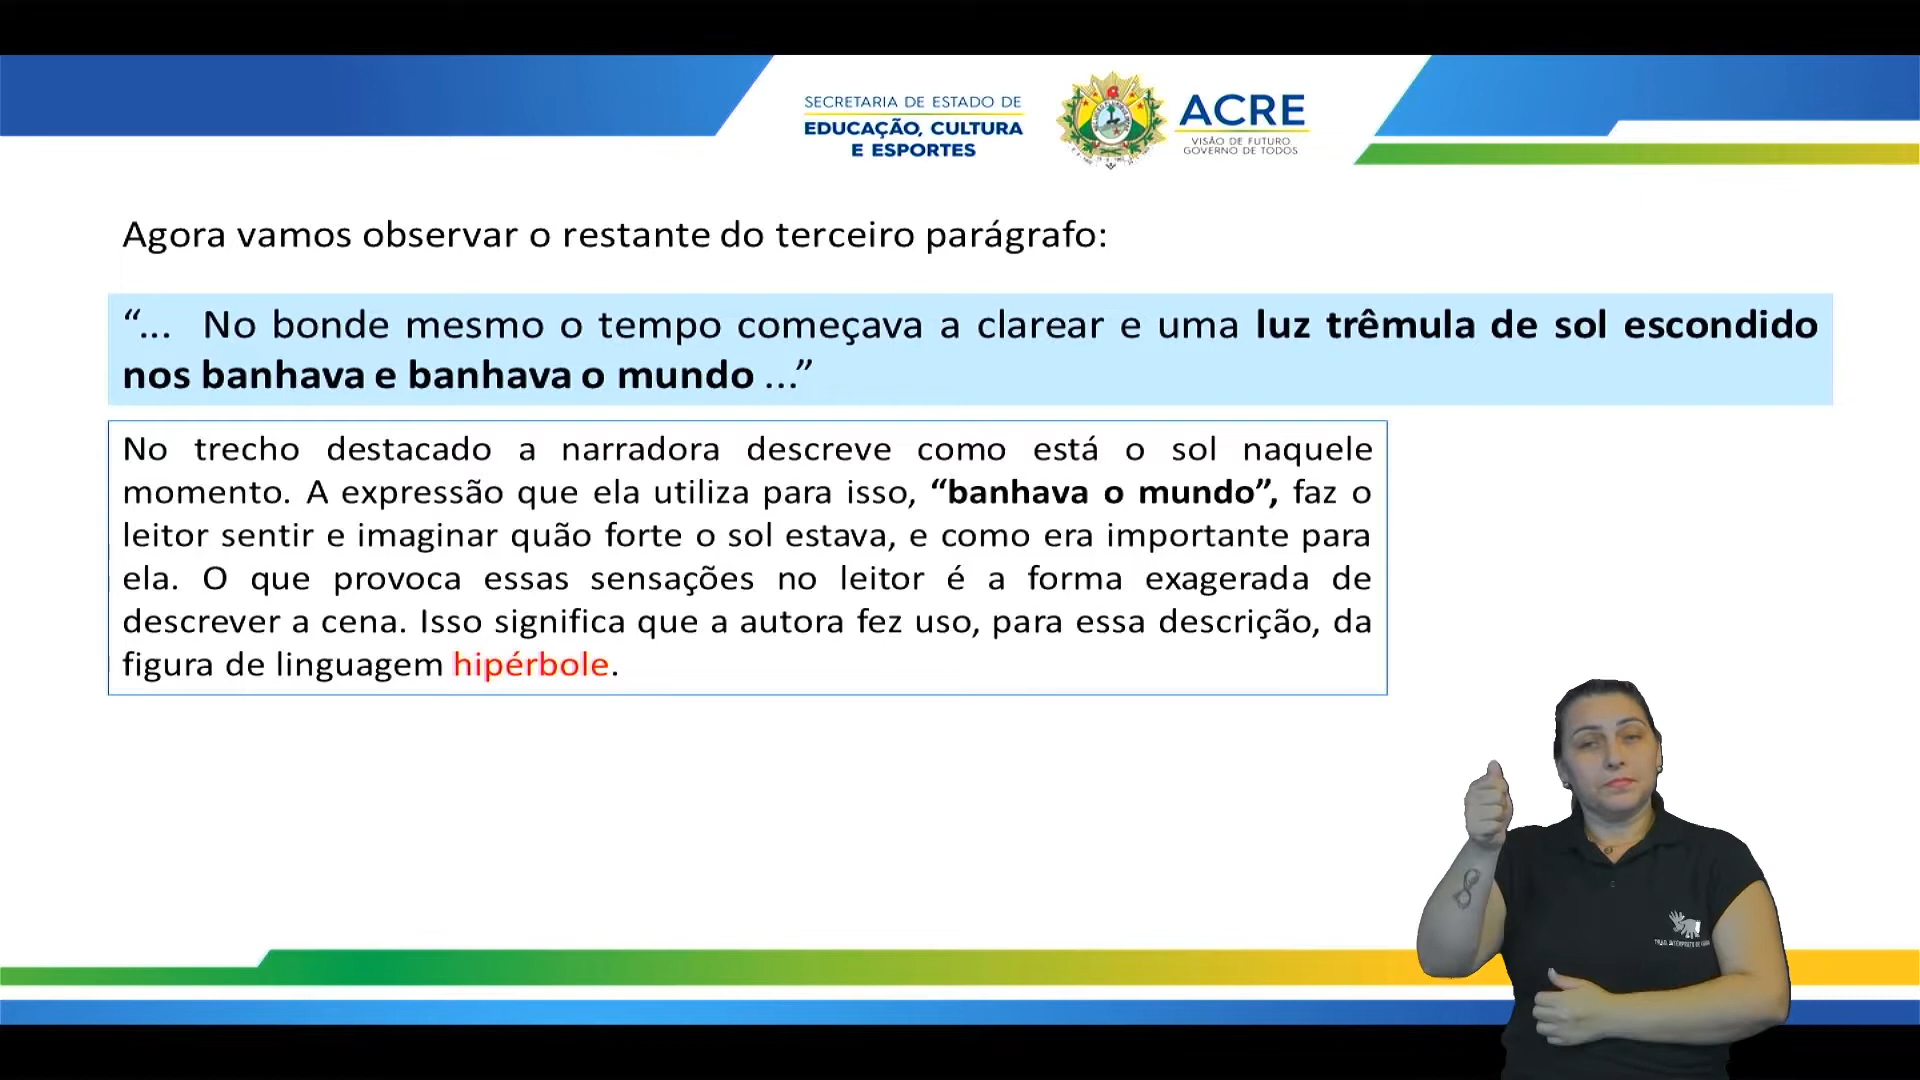 SECRETARIA DE ESTADO DE
EDUCAÇÃO, CULTURA
E ESPORTES
ACRE
VISÃO DE FUTURO
GOVERNO DE TODOS
Agora vamos observar o restante do terceiro parágrafo:
“... No bonde mesmo o tempo começava a clarear e uma luz trêmula de sol escondido
nos banhava e banhava o mundo ...”
No trecho destacado a narradora descreve como está o sol naquele
momento. A expressão que ela utiliza para isso, “banhava o mundo”, faz o
leitor sentir e imaginar quão forte o sol estava, e como era importante para
ela. O que provoca essas sensações no leitor é a forma exagerada de
descrever a cena. Isso significa que a autora fez uso, para essa descrição, da
figura de linguagem hipérbole.